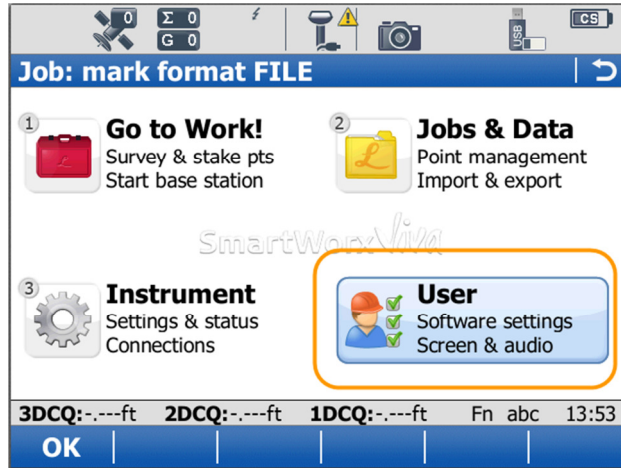 Σ 0
G 0
USB
CS
Job: mark format FILE
1
Go to Work!
Survey & stake pts
Start base station
2
Jobs & Data
Point management
Import & export
SmartWorx Viva
3
Instrument
Settings & status
Connections
User
Software settings
Screen & audio
3DCQ:-.---ft 2DCQ:-.---ft 1DCQ:-.---ft Fn abc 13:53
OK